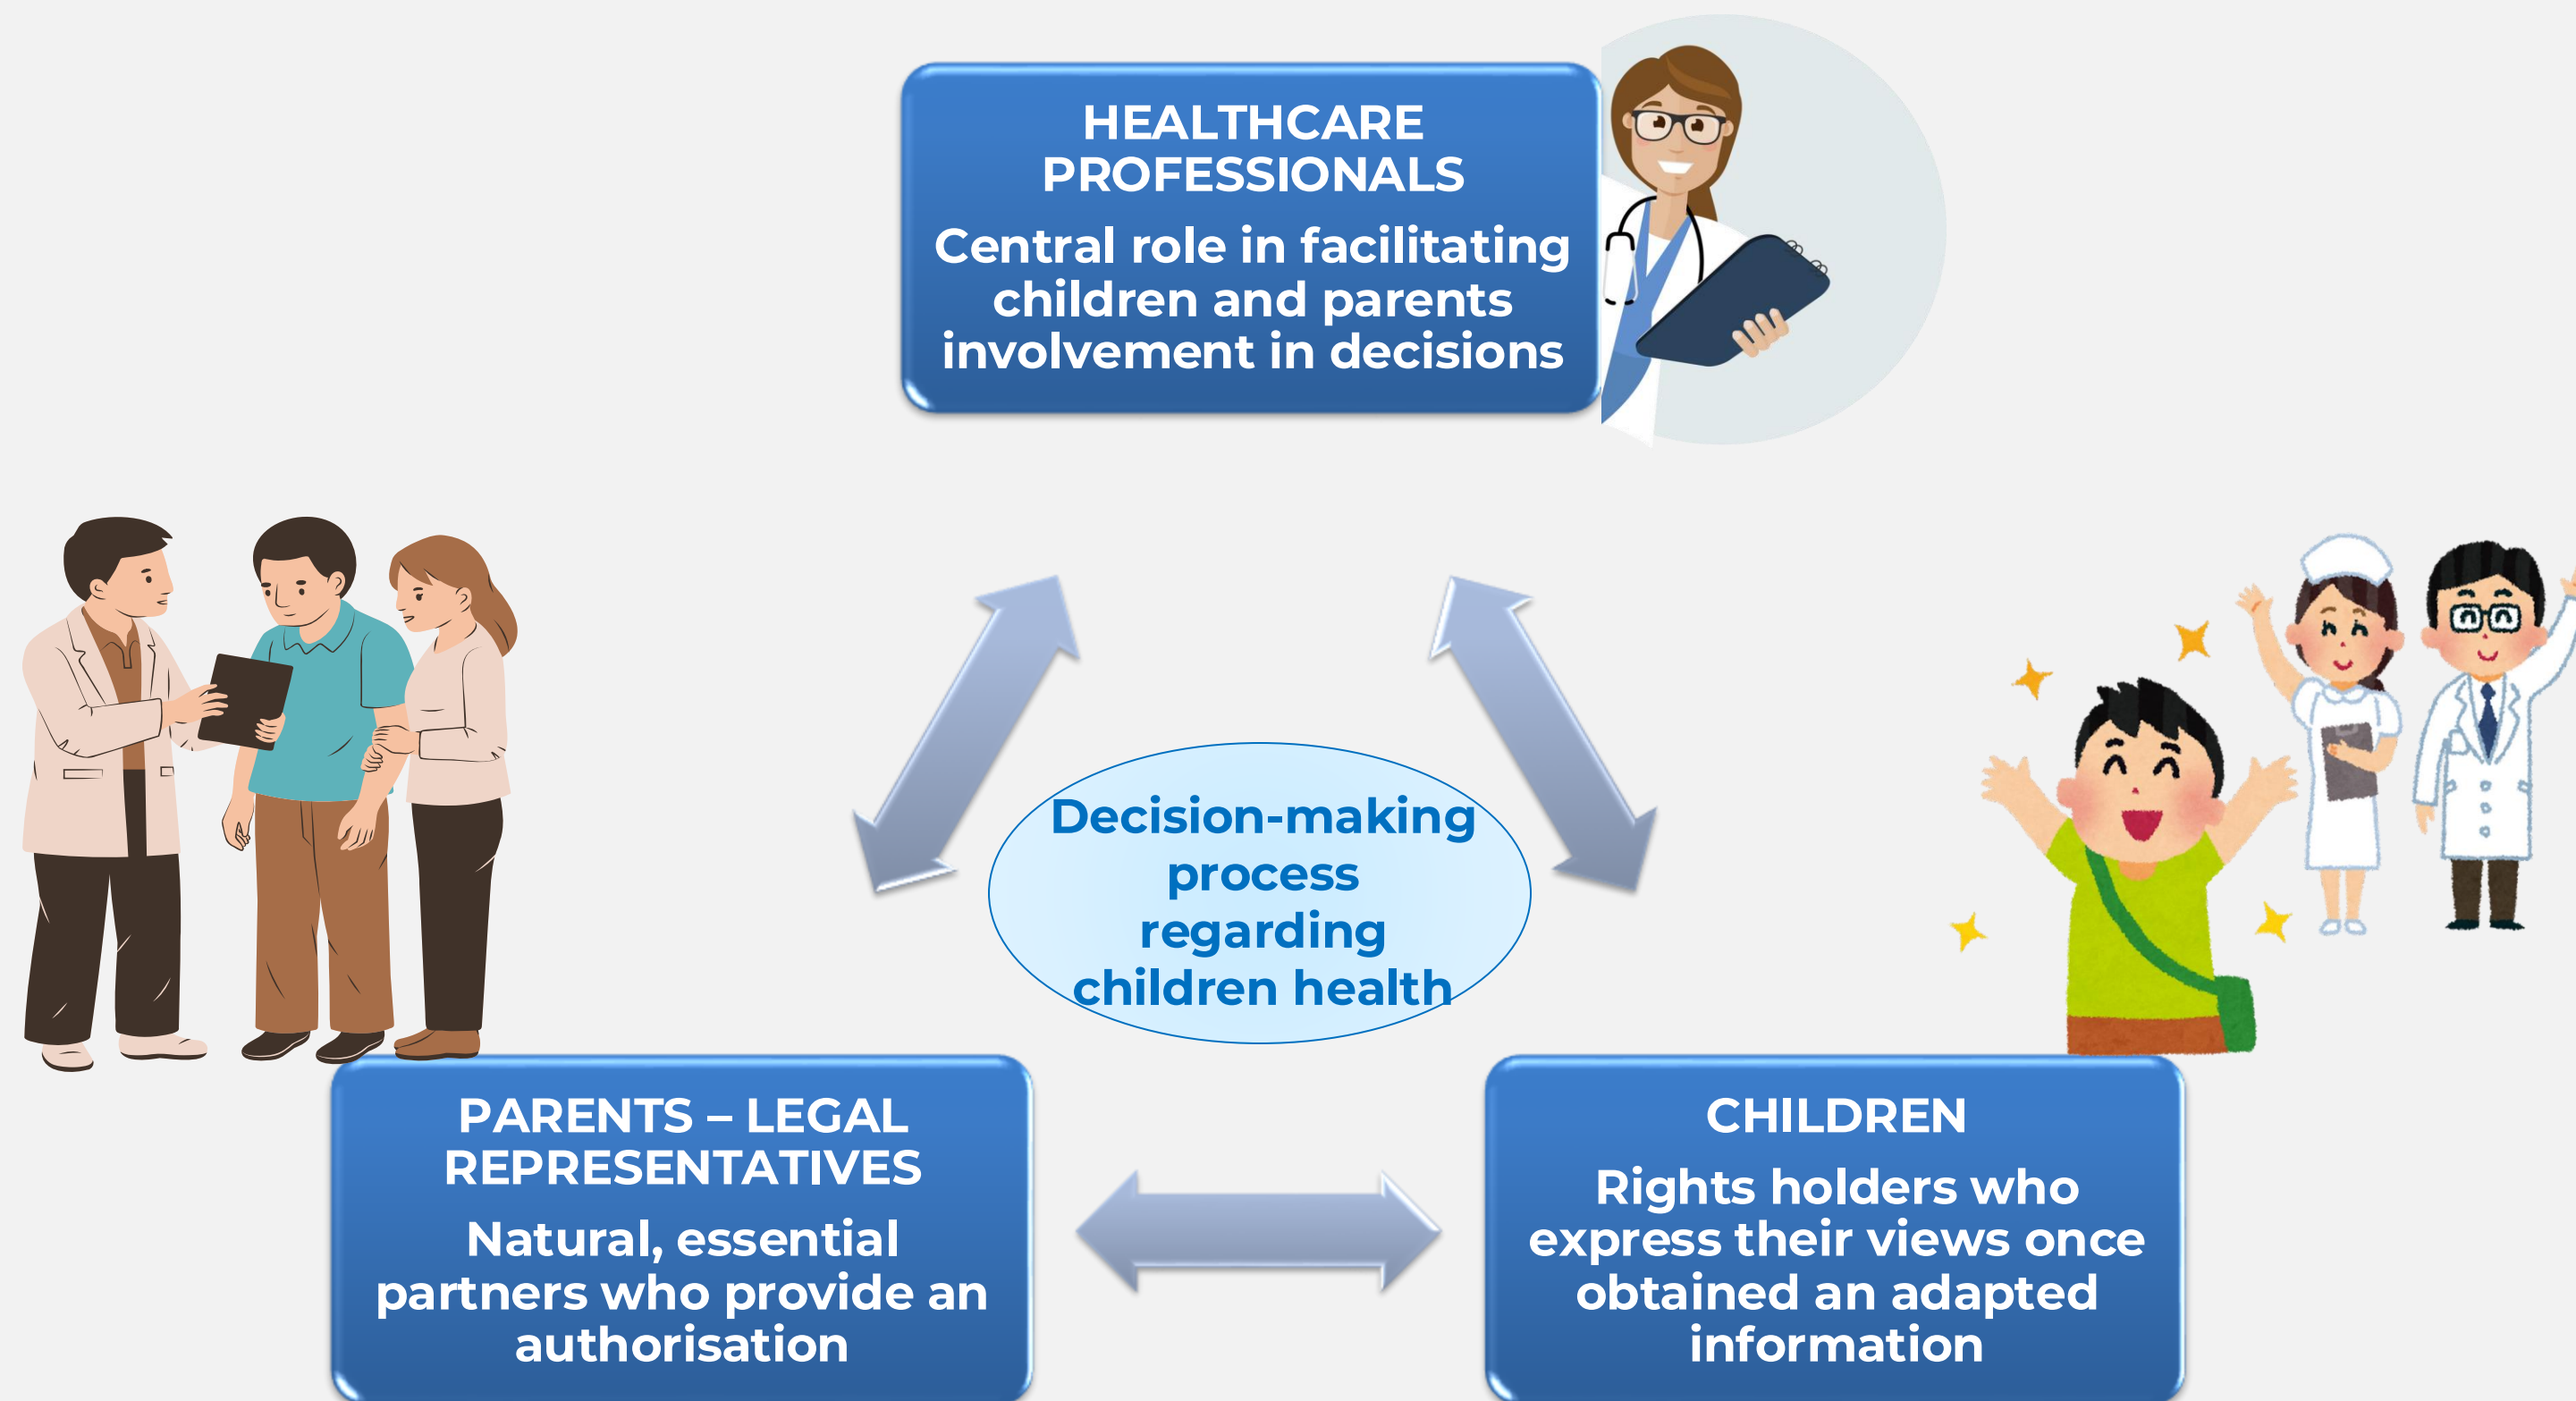 HEALTHCARE
PROFESSIONALS
Central role in facilitating
children and parents
involvement in decisions
Decision-making
process
regarding
children health
PARENTS – LEGAL
REPRESENTATIVES
Natural, essential
partners who provide an
authorisation
CHILDREN
Rights holders who
express their views once
obtained an adapted
information